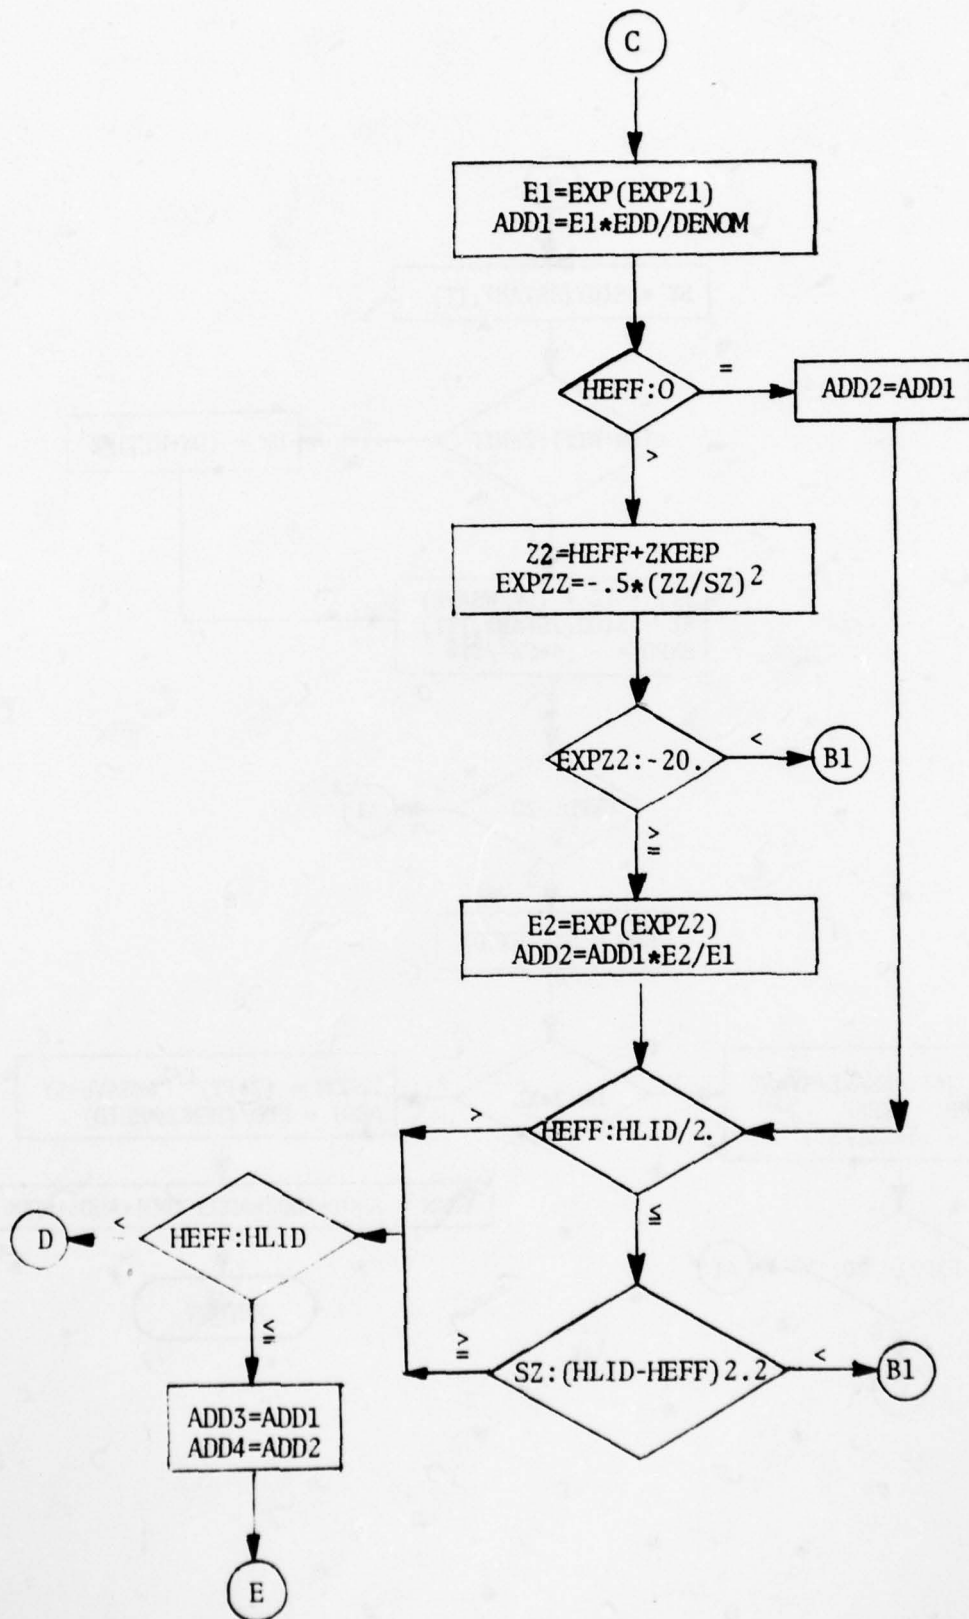 C
E1=EXP(EXPZ1)
ADD1=E1*EDD/DENOM
HEFF:O
=
ADD2=ADD1
>
Z2=HEFF+ZKEEP
EXPZZ=-.5*(ZZ/SZ)2
EXPZ2:-20.
<
B1
≧
E2=EXP(EXPZ2)
ADD2=ADD1*E2/E1
>
HEFF:HLID/2.
D
<
HEFF:HLID
≤
≦
≧
SZ:(HLID-HEFF)2.2
<
B1
ADD3=ADD1
ADD4=ADD2
E